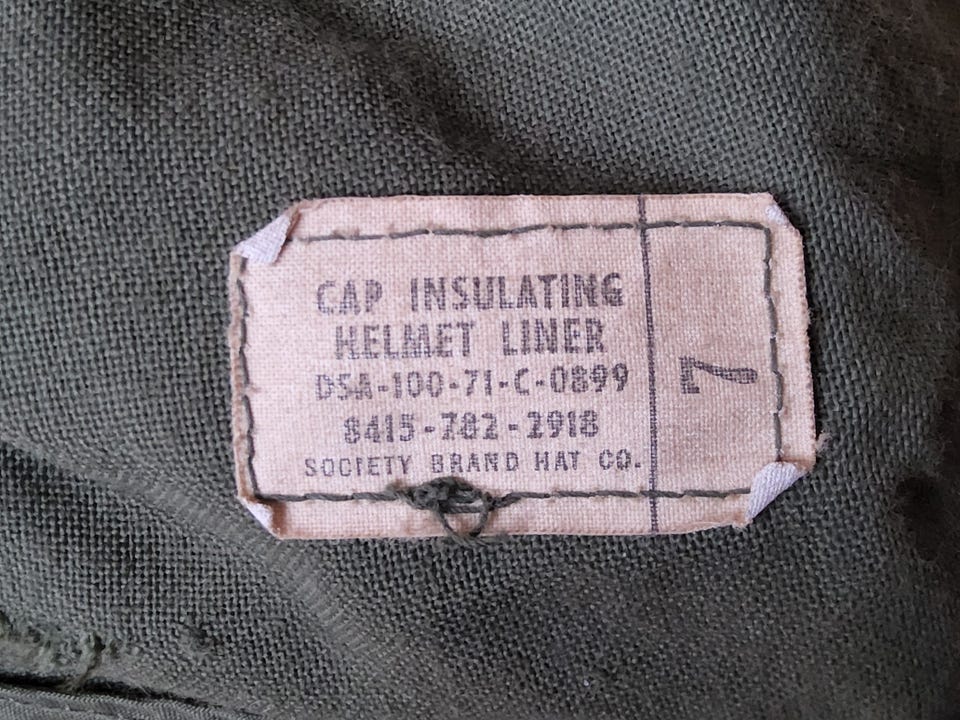 CAP INSULATING
HELMET LINER
DSA-100-71-C-0899
8415-782-2918
SOCIETY BRAND HAT CO.
7